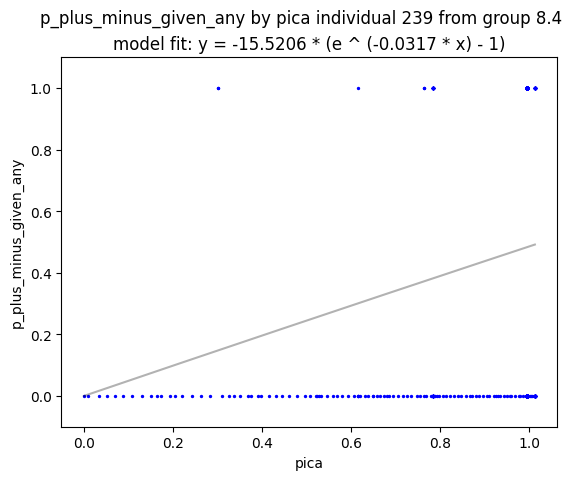 p_plus_minus_given_any by pica individual 239 from group 8.4
model fit: y = -15.5206 * (e ^ (-0.0317 * x) - 1)
1.0
0.8
0.6
0.4
0.2
0.0
p_plus_minus_given_any
0.0 0.2 0.4 0.6 0.8 1.0
pica